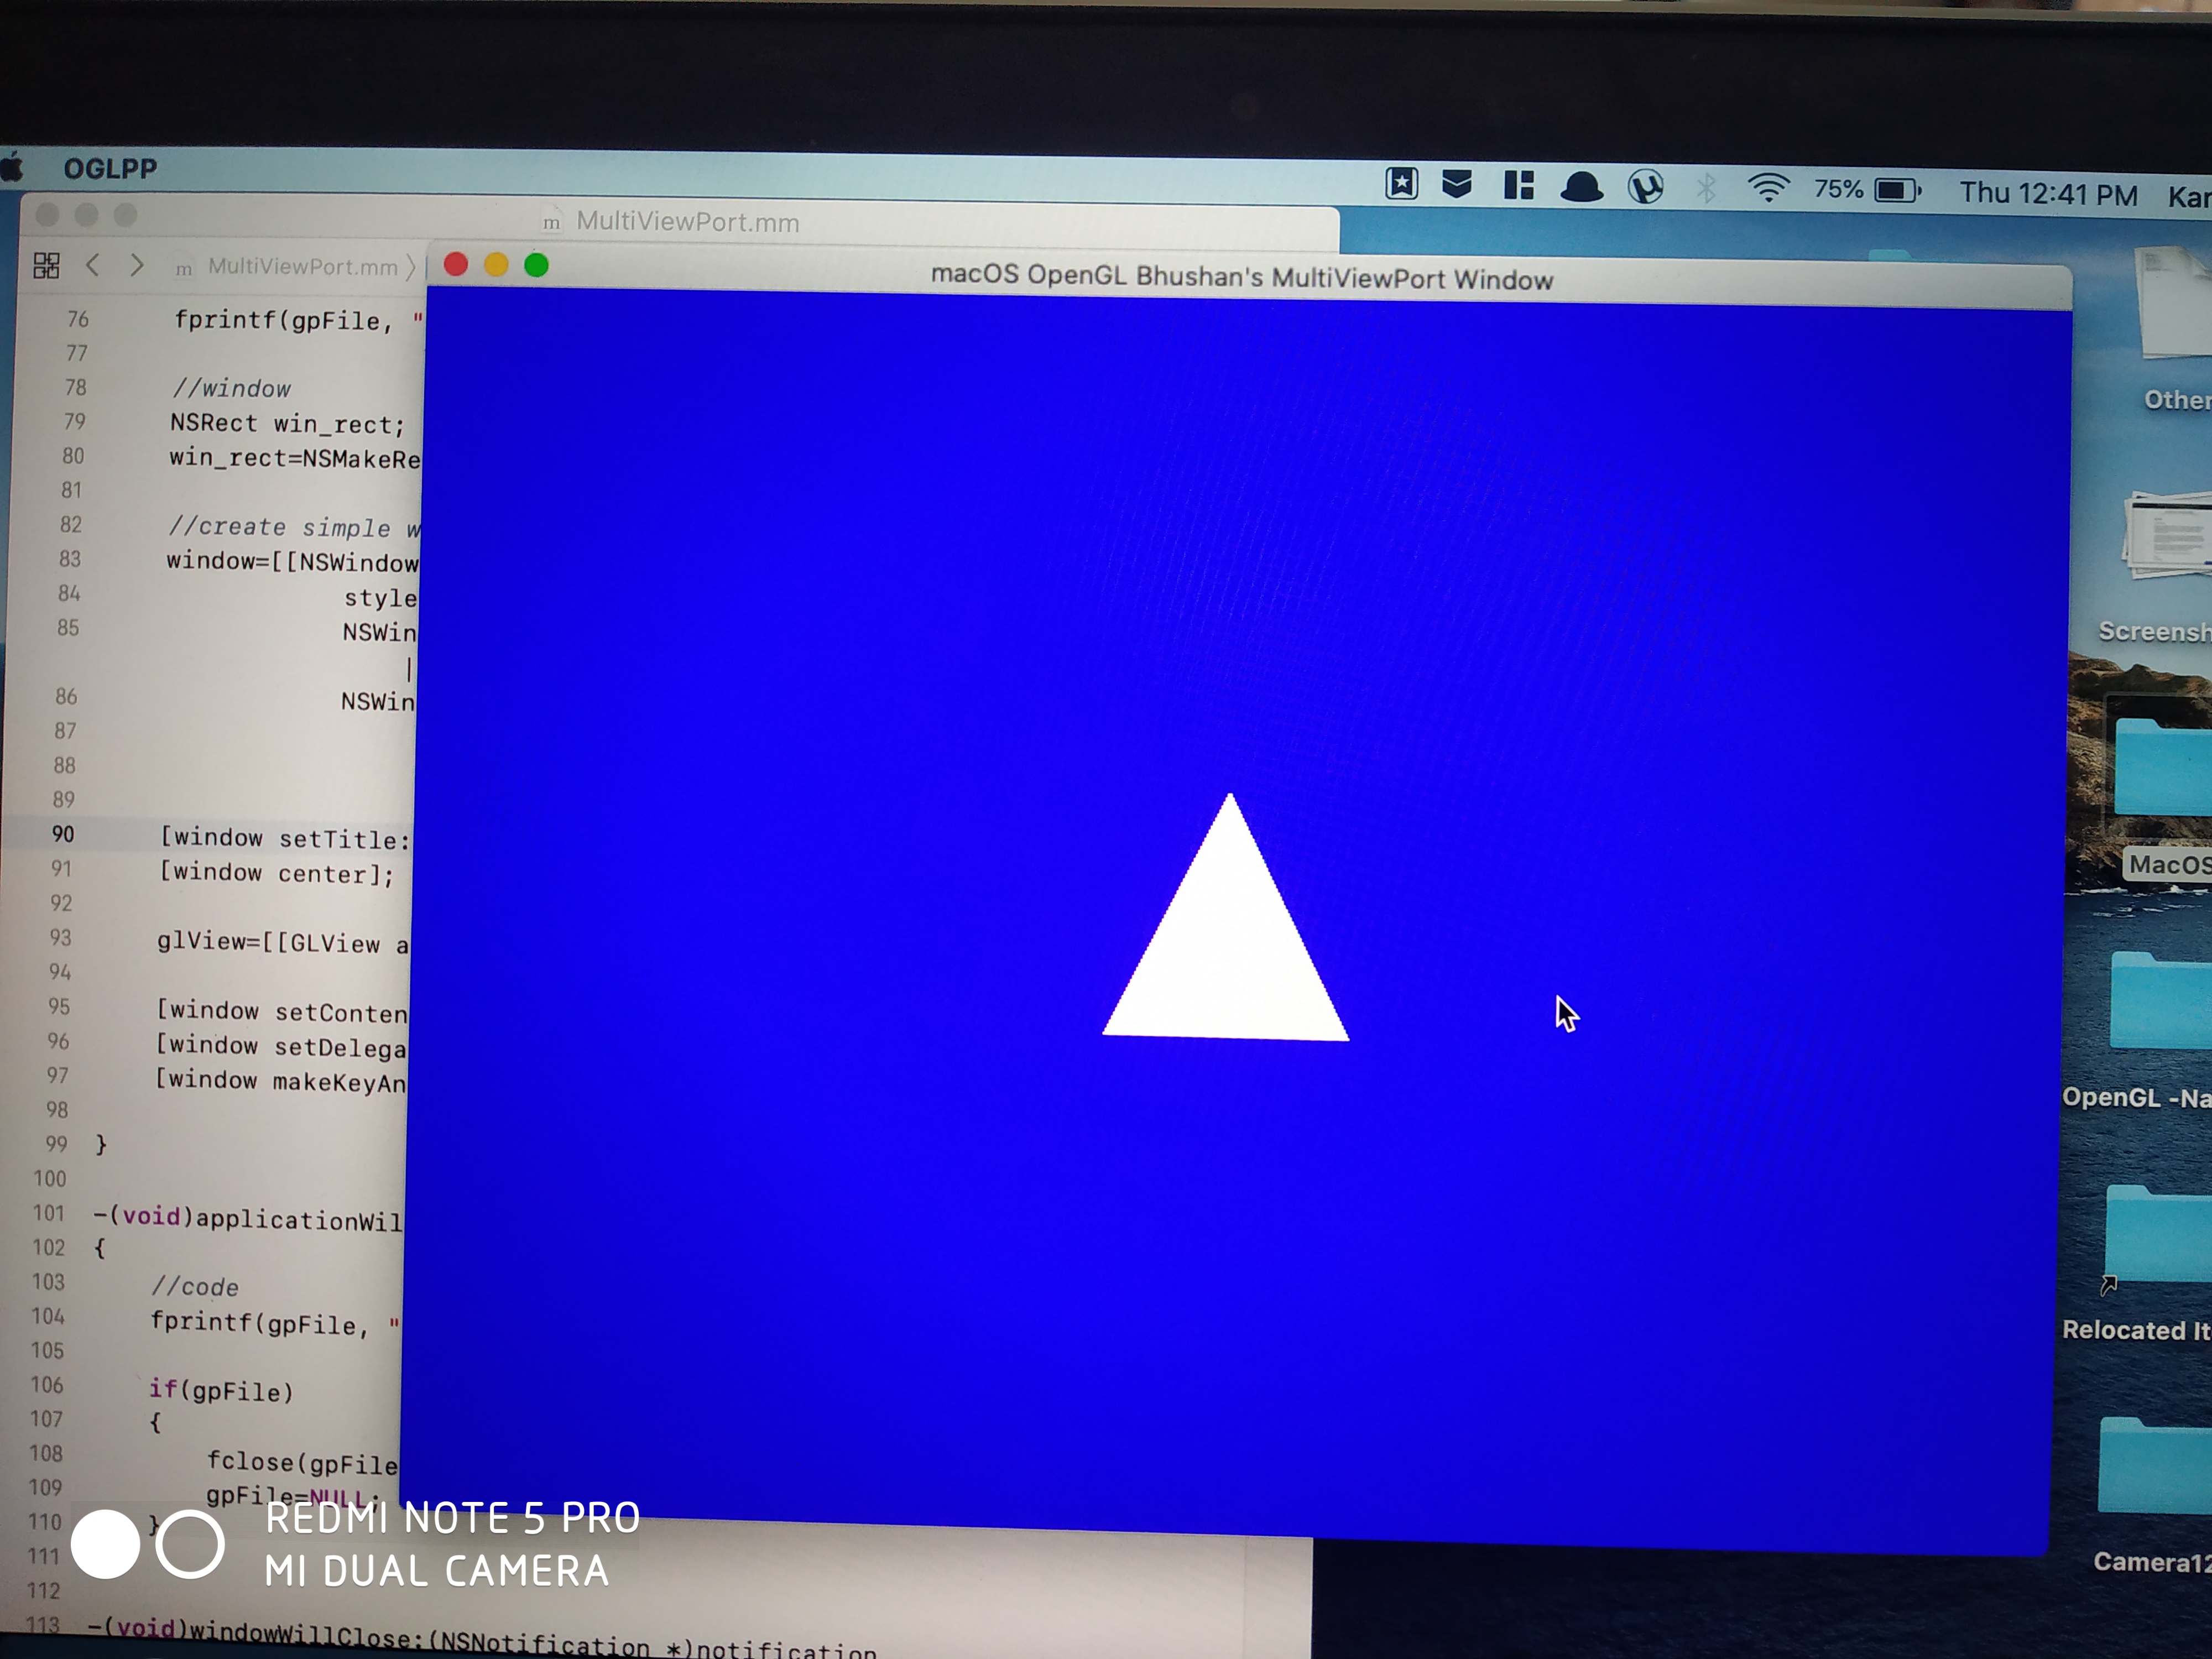 OGLPP
75%
Thu 12:41 PM
Kar
m MultiViewPort.mm
m MultiViewPort.mm
macOS OpenGL Bhushan's MultiViewPort Window
76 fprintf(gpFile, "
77
78 //window
79 NSRect win_rect;
80 win_rect=NSMakeRe
81
82 //create simple w
83 window=[[NSWindow
84 style
85 NSWin
|
86 NSWin
87
88
89
90 [window setTitle:
91 [window center];
92
93 glView=[[GLView a
94
95 [window setConten
96 [window setDelega
97 [window makeKeyAn
98
99 }
100
101 -(void)applicationWil
102 {
103 //code
104 fprintf(gpFile, "
105
106 if(gpFile)
107 {
108 fclose(gpFile
109 gpFile=NULL;
110 }
111
112
113 -(void)windowWillClose:(NSNotification *)notification
Other
Screensh
MacOS
OpenGL -Na
Relocated It
Camera12
REDMI NOTE 5 PRO
MI DUAL CAMERA